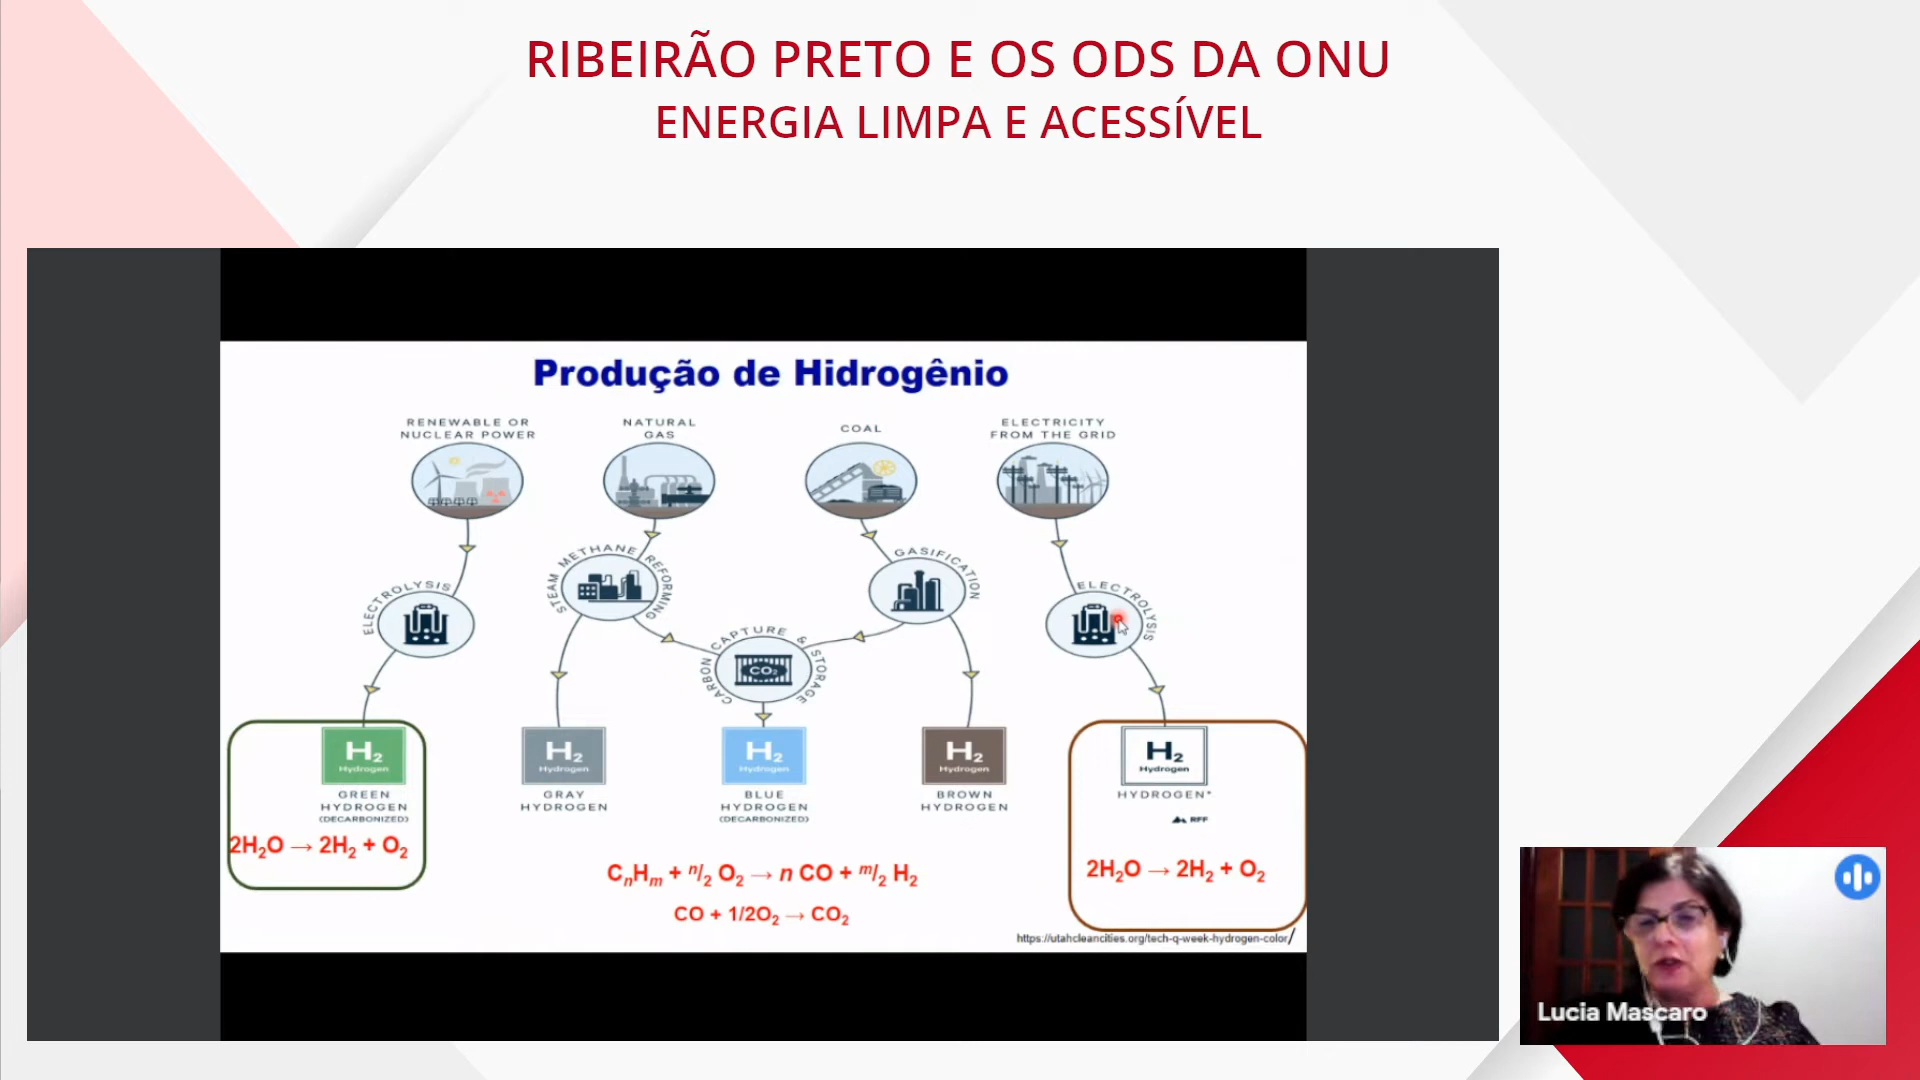 RIBEIRÃO PRETO E OS ODS DA ONU
ENERGIA LIMPA E ACESSÍVEL
Produção de Hidrogênio
RENEWABLE OR
NUCLEAR POWER
NATURAL
GAS
COAL
ELECTRICITY
FROM THE GRID
ELECTROLYSIS
STEAM METHANE REFORMING
GASIFICATION
ELECTROLYSIS
CARBON CAPTURE & STORAGE
CO₂
H₂
Hydrogen
GREEN
HYDROGEN
(DECARBONIZED)
H₂
Hydrogen
GRAY
HYDROGEN
H₂
Hydrogen
BLUE
HYDROGEN
(DECARBONIZED)
H₂
Hydrogen
BROWN
HYDROGEN
H₂
Hydrogen
HYDROGEN*
RFF
2H₂O → 2H₂ + O₂
CₙHₘ + ⁿ/₂ O₂ → n CO + ᵐ/₂ H₂
CO + 1/2O₂ → CO₂
2H₂O → 2H₂ + O₂
https://utahcleancities.org/tech-q-week-hydrogen-color/
Lucia Mascaro